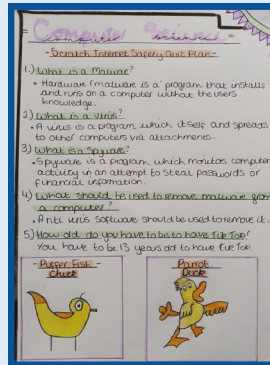 Computer Science
- Scratch Internet Safety Quiz Plan -
1.) What is a Malware?
• Hardware (malware is a) program that installs
and runs on a computer without the users
knowledge.
2) What is a virus?
• A virus is a program which itself and spreads
to other computers via attachments.
3) What is a Spyware?
• Spyware is a program which monitors computer
activity in an attempt to steal passwords or
financial information.
4) What should be used to remove malware from
a computer?
• Anti virus software should be used to remove it.
5) How old do you have to be to have Tik Tok?
You have to be 13 years old to have Tik Tok.
- Puffer Fish -
Chuck
Parrot
Duck